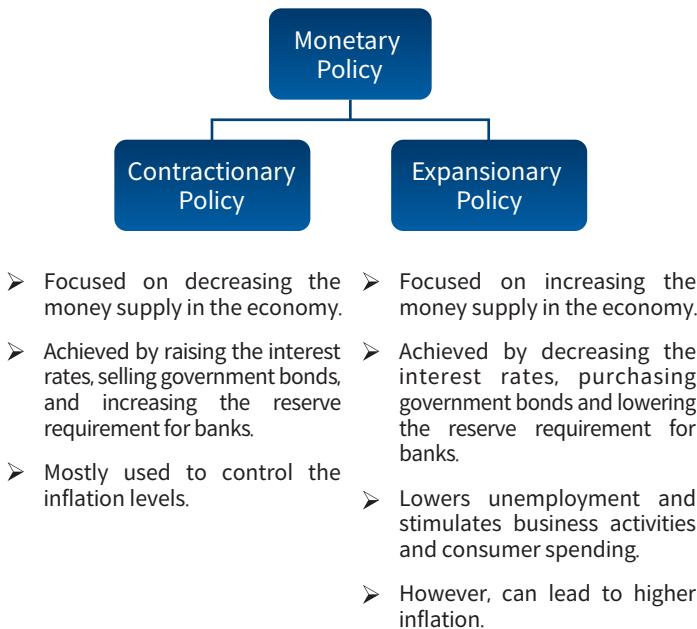 Monetary
Policy
Contractionary
Policy
Expansionary
Policy
➢ Focused on decreasing the
money supply in the economy.
➢ Achieved by raising the interest
rates, selling government bonds,
and increasing the reserve
requirement for banks.
➢ Mostly used to control the
inflation levels.
➢ Focused on increasing the
money supply in the economy.
➢ Achieved by decreasing the
interest rates, purchasing
government bonds and lowering
the reserve requirement for
banks.
➢ Lowers unemployment and
stimulates business activities
and consumer spending.
➢ However, can lead to higher
inflation.